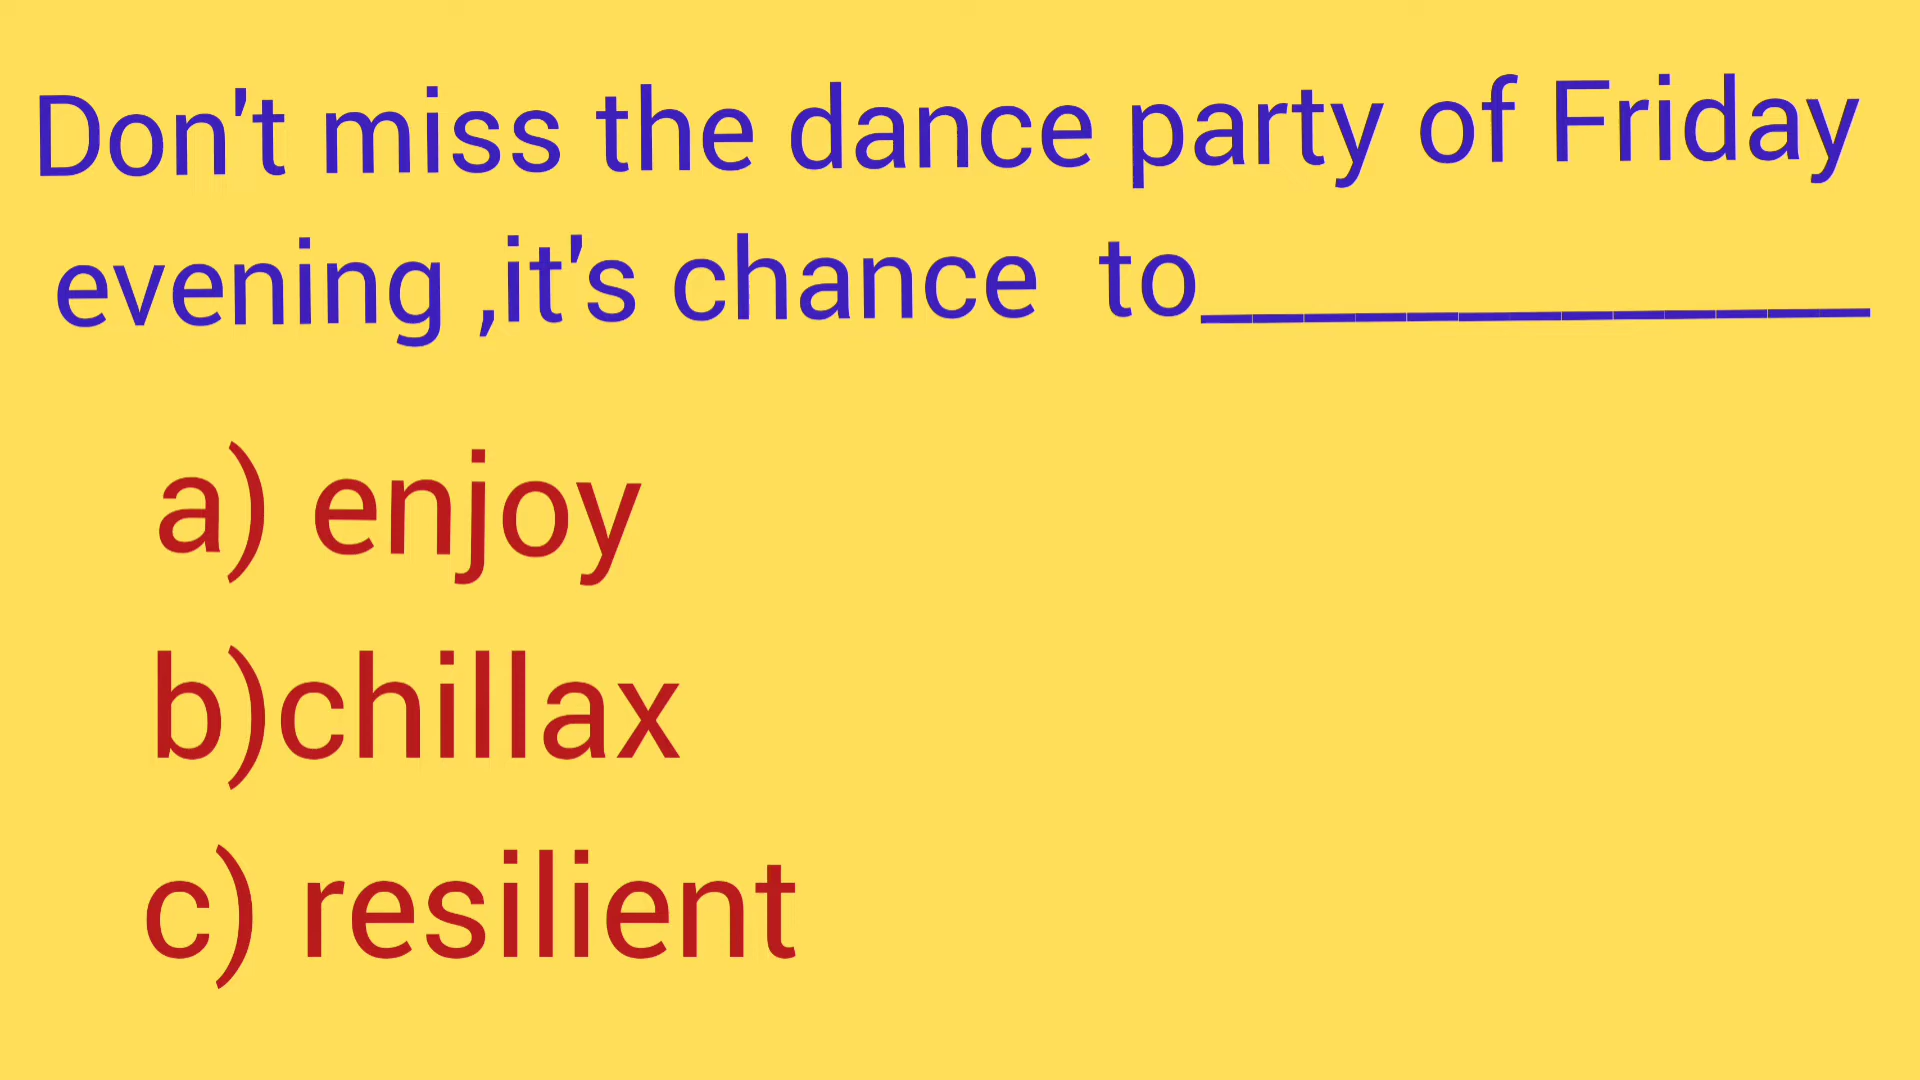 Don't miss the dance party of Friday
evening ,it's chance  to_____________
a) enjoy
b)chillax
c) resilient